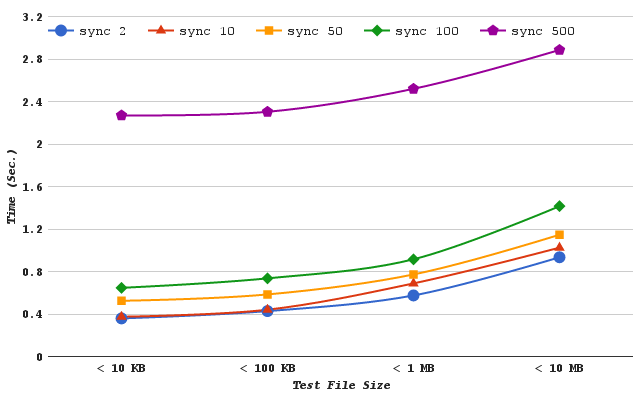 3.2
sync 2 sync 10 sync 50 sync 100 sync 500
2.8
2.4
2
1.6
1.2
0.8
0.4
0
Time (Sec.)
< 10 KB < 100 KB < 1 MB < 10 MB
Test File Size